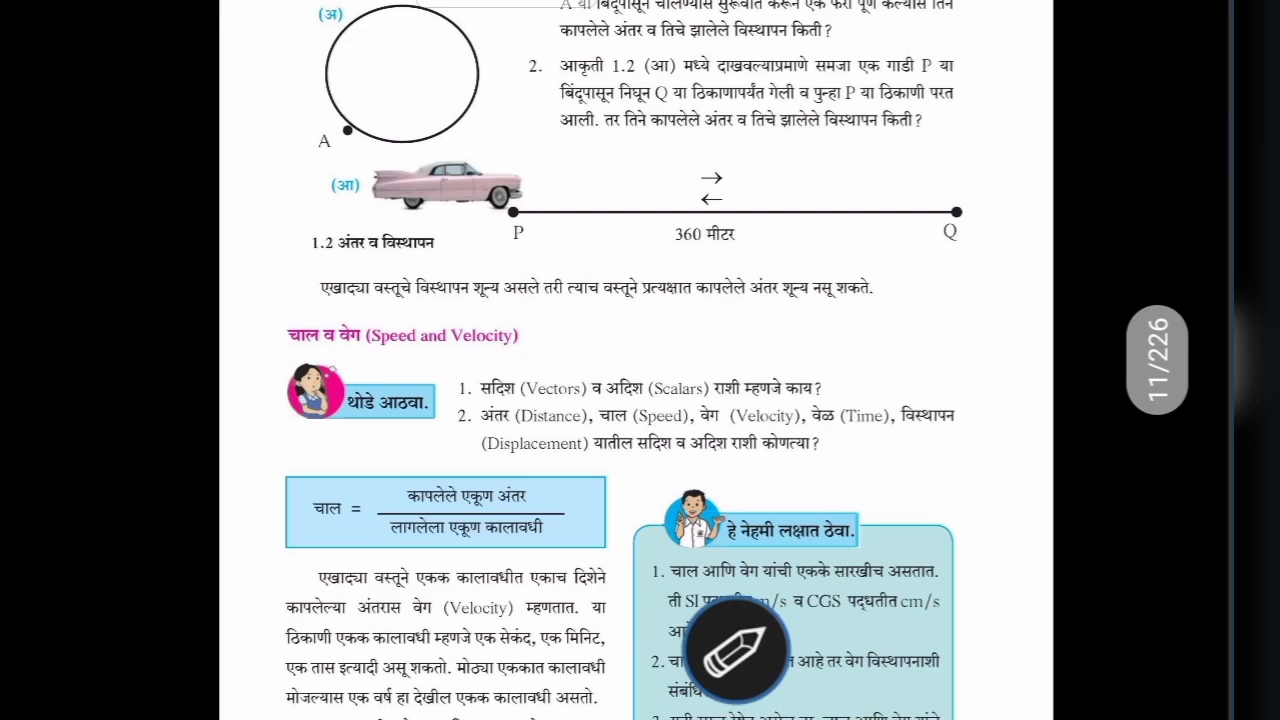 (अ)
A या बिंदूपासून चालण्यास सुरूवात करून एक फेरी पूर्ण केल्यास तिने
कापलेले अंतर व तिचे झालेले विस्थापन किती?
2. आकृती 1.2 (आ) मध्ये दाखवल्याप्रमाणे समजा एक गाडी P या
बिंदूपासून निघून Q या ठिकाणापर्यंत गेली व पुन्हा P या ठिकाणी परत
आली. तर तिने कापलेले अंतर व तिचे झालेले विस्थापन किती?
A
(आ)
→
←
P
360 मीटर
Q
1.2 अंतर व विस्थापन
एखाद्या वस्तूचे विस्थापन शून्य असले तरी त्याच वस्तूने प्रत्यक्षात कापलेले अंतर शून्य नसू शकते.
चाल व वेग (Speed and Velocity)
थोडे आठवा.
1. सदिश (Vectors) व अदिश (Scalars) राशी म्हणजे काय?
2. अंतर (Distance), चाल (Speed), वेग (Velocity), वेळ (Time), विस्थापन
(Displacement) यातील सदिश व अदिश राशी कोणत्या?
चाल = कापलेले एकूण अंतर
लागलेला एकूण कालावधी
एखाद्या वस्तूने एकक कालावधीत एकाच दिशेने
कापलेल्या अंतरास वेग (Velocity) म्हणतात. या
ठिकाणी एकक कालावधी म्हणजे एक सेकंद, एक मिनिट,
एक तास इत्यादी असू शकतो. मोठ्या एककात कालावधी
मोजल्यास एक वर्ष हा देखील एकक कालावधी असतो.
हे नेहमी लक्षात ठेवा.
1. चाल आणि वेग यांची एकके सारखीच असतात.
ती SI m/s व CGS पद्धतीत cm/s
2. आहे तर वेग विस्थापनाशी
11/226